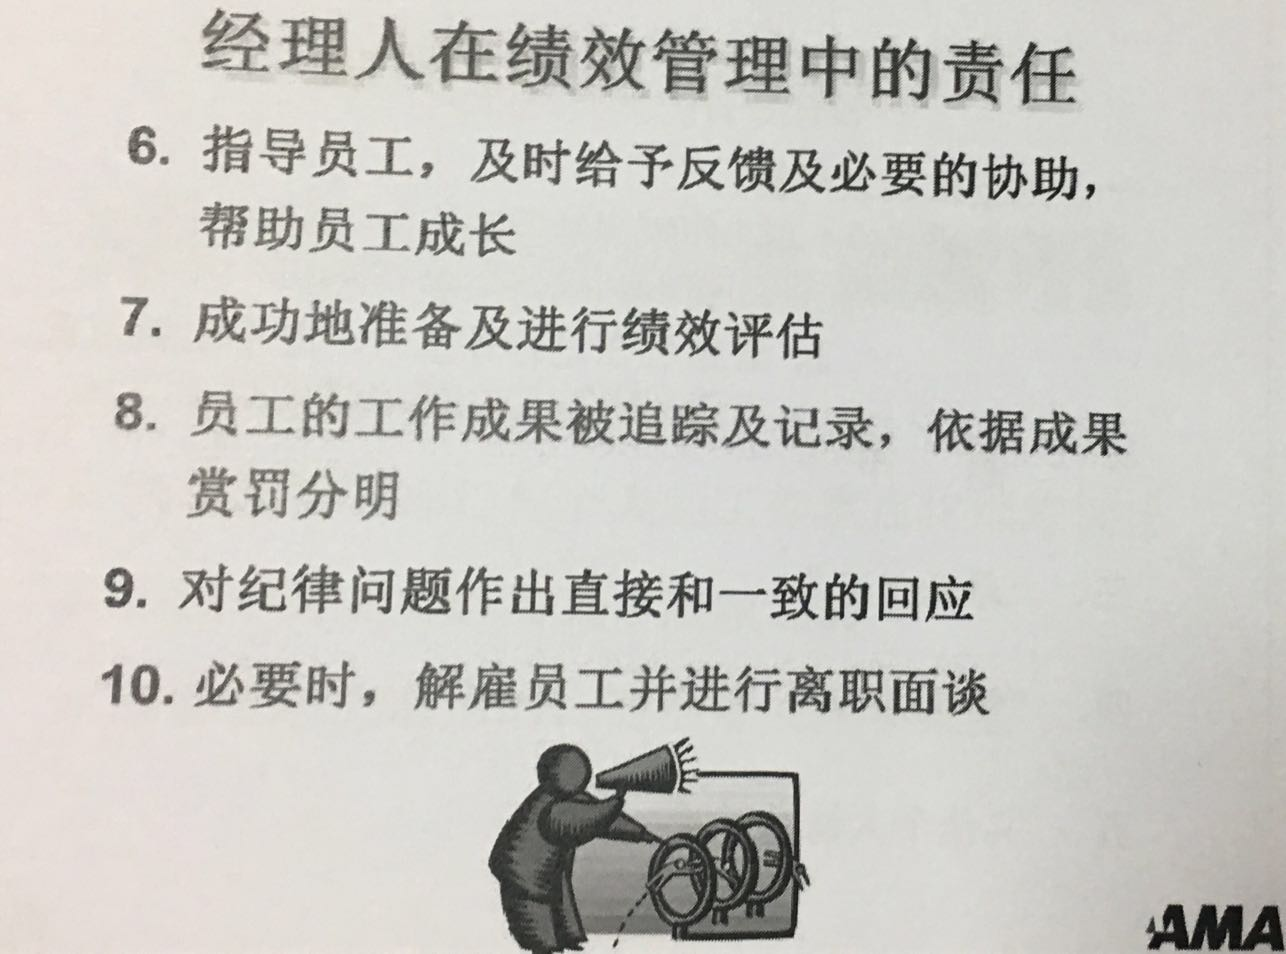 经理人在绩效管理中的责任
6. 指导员工，及时给予反馈及必要的协助，
帮助员工成长
7. 成功地准备及进行绩效评估
8. 员工的工作成果被追踪及记录，依据成果
赏罚分明
9. 对纪律问题作出直接和一致的回应
10. 必要时，解雇员工并进行离职面谈
AMA